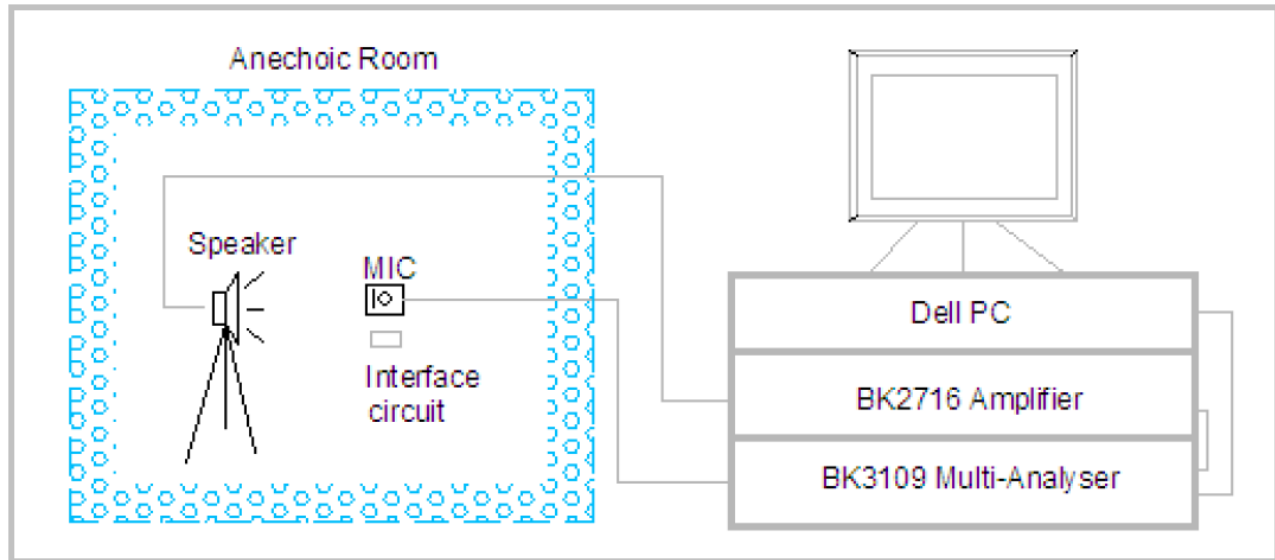 Anechoic Room
Speaker
MIC
Interface
circuit
Dell PC
BK2716 Amplifier
BK3109 Multi-Analyser